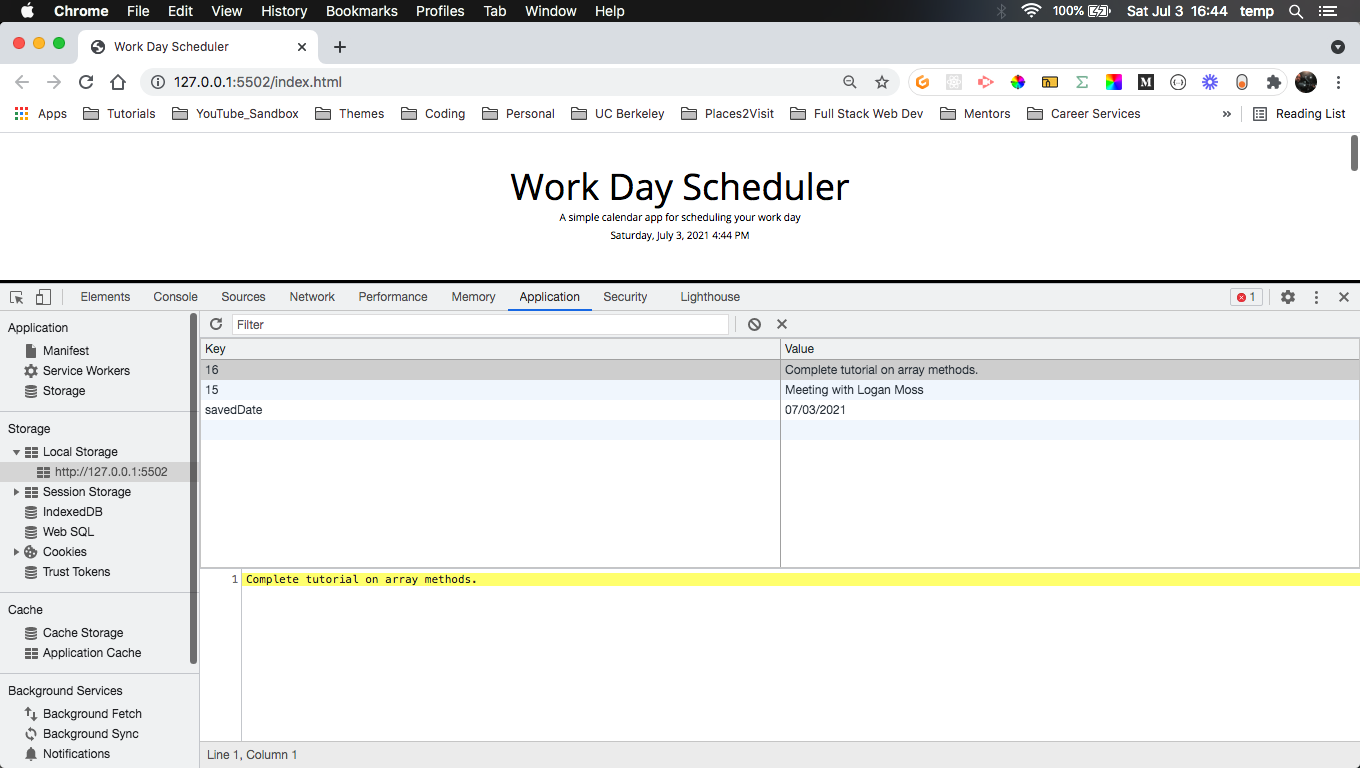 Chrome File Edit View History Bookmarks Profiles Tab Window Help 100% Sat Jul 3 16:44 temp
Work Day Scheduler
127.0.0.1:5502/index.html
Apps Tutorials YouTube_Sandbox Themes Coding Personal UC Berkeley Places2Visit Full Stack Web Dev Mentors Career Services » Reading List
Work Day Scheduler
A simple calendar app for scheduling your work day
Saturday, July 3, 2021 4:44 PM
Elements Console Sources Network Performance Memory Application Security Lighthouse 1
Application
Manifest
Service Workers
Storage
Storage
Local Storage
http://127.0.0.1:5502
Session Storage
IndexedDB
Web SQL
Cookies
Trust Tokens
Cache
Cache Storage
Application Cache
Background Services
Background Fetch
Background Sync
Notifications
Filter
Key Value
16 Complete tutorial on array methods.
15 Meeting with Logan Moss
savedDate 07/03/2021
1 Complete tutorial on array methods.
Line 1, Column 1